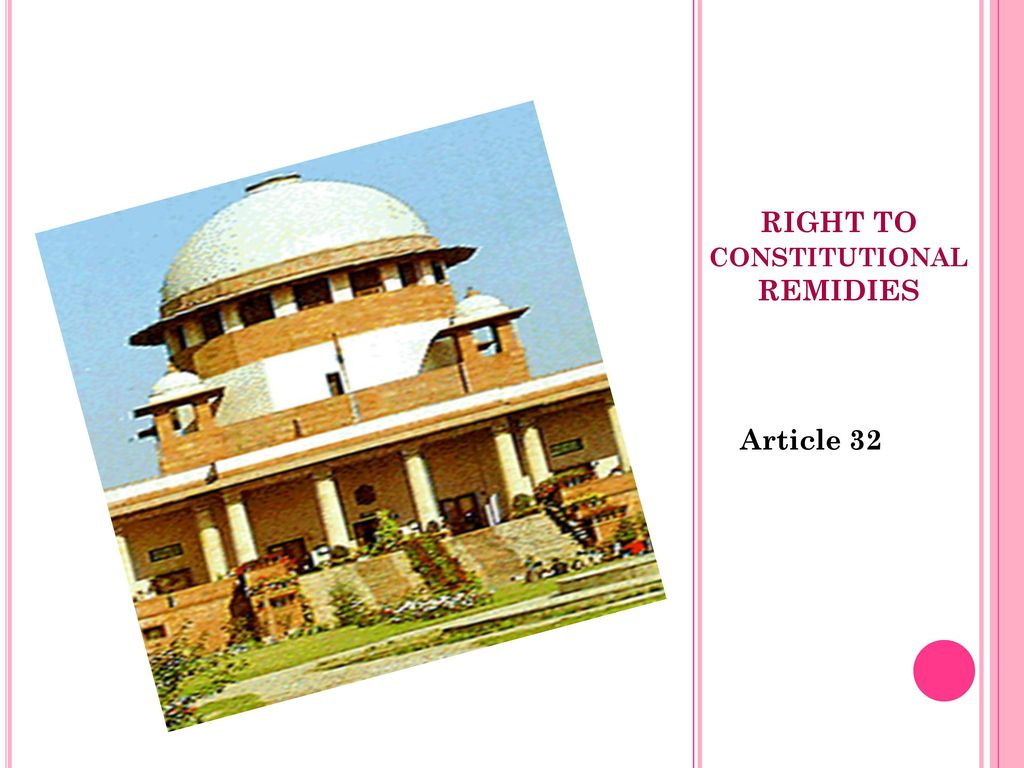 RIGHT TO
CONSTITUTIONAL
REMIDIES
Article 32